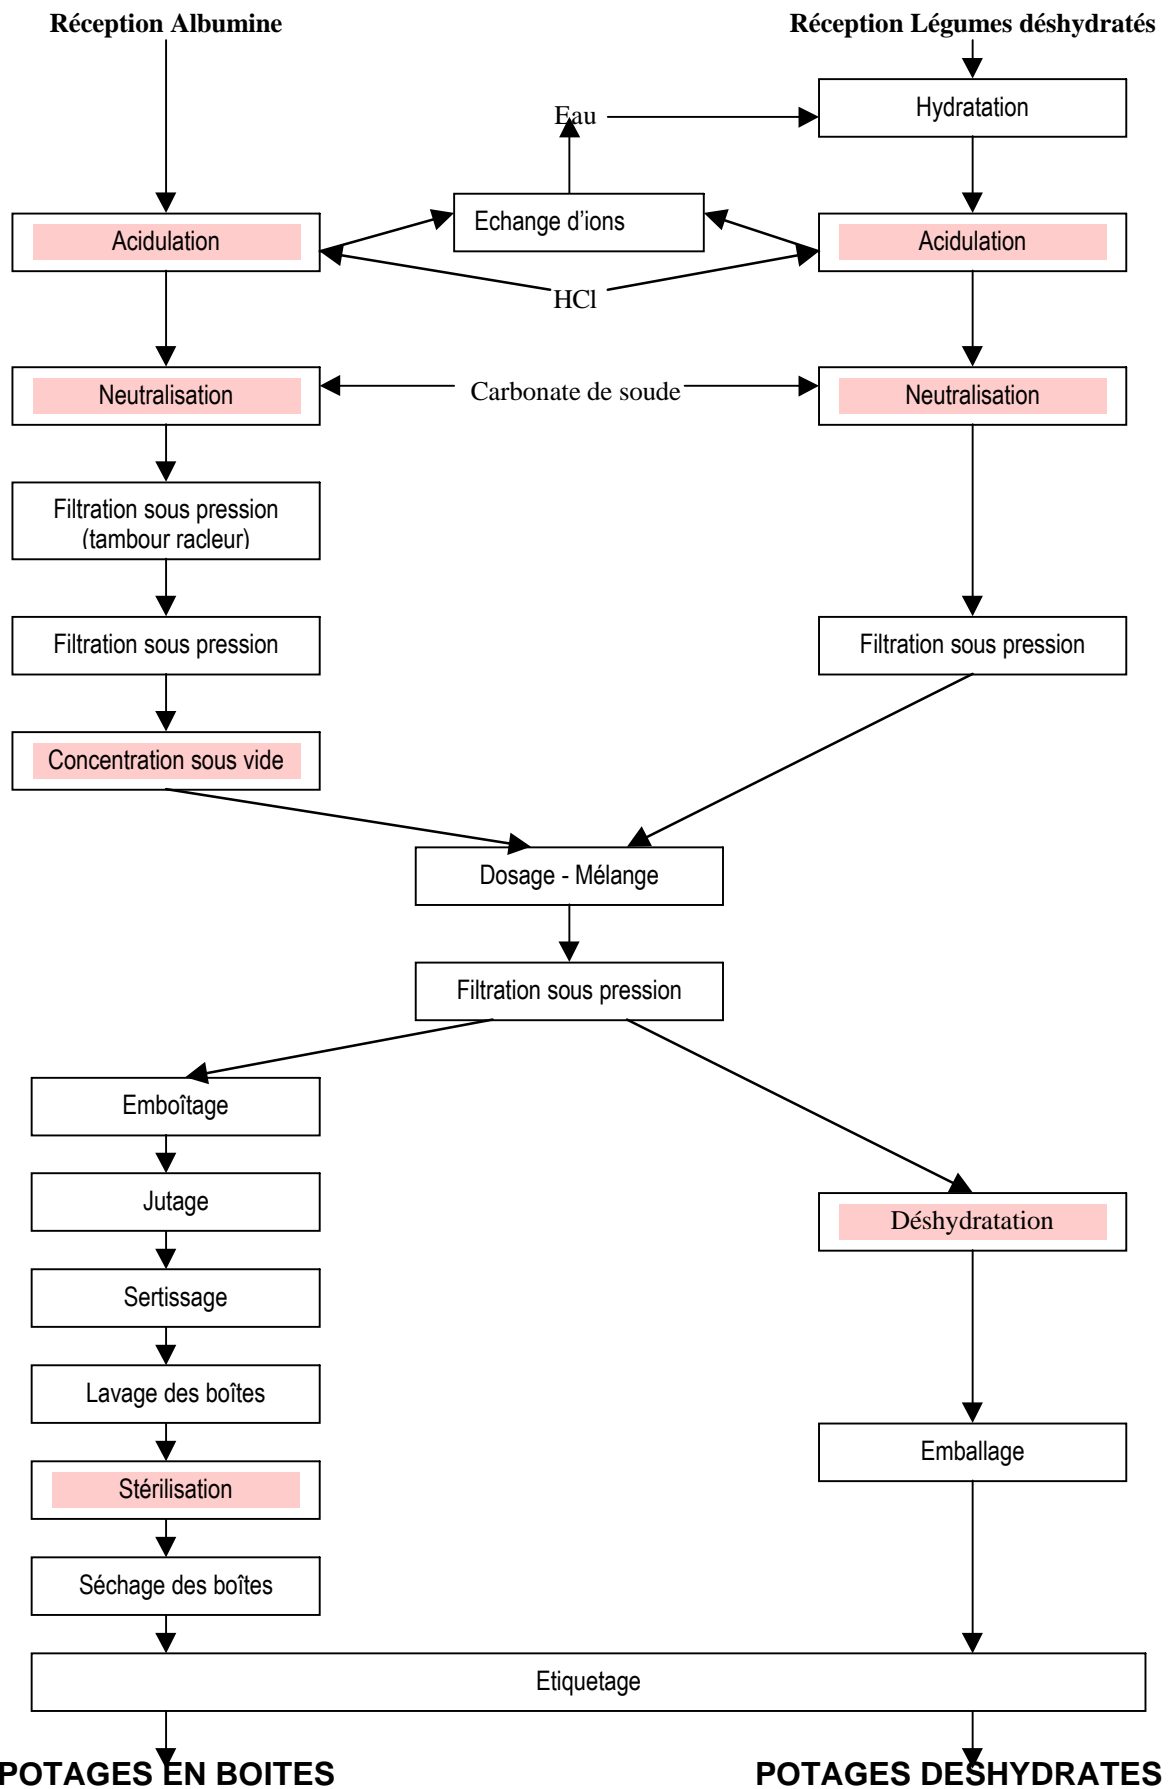 Réception Albumine
Réception Légumes déshydratés
Hydratation
Eau
Echange d'ions
Acidulation
Acidulation
HCl
Neutralisation
Carbonate de soude
Neutralisation
Filtration sous pression
(tambour racleur)
Filtration sous pression
Filtration sous pression
Concentration sous vide
Dosage - Mélange
Filtration sous pression
Emboîtage
Jutage
Déshydratation
Sertissage
Lavage des boîtes
Emballage
Stérilisation
Séchage des boîtes
Etiquetage
POTAGES EN BOITES
POTAGES DESHYDRATES